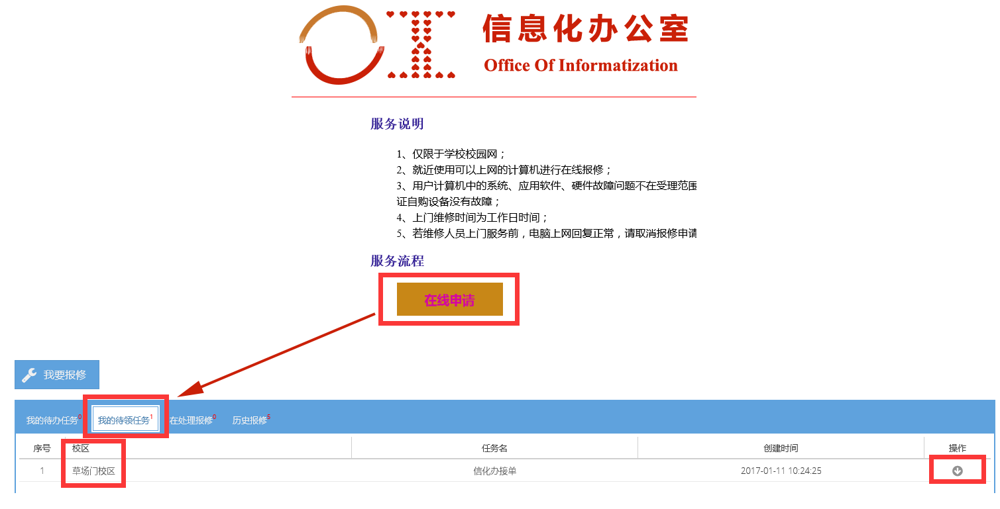 OI
信息化办公室
Office Of Informatization
服务说明
1、仅限于学校校园网；
2、就近使用可以上网的计算机进行在线报修；
3、用户计算机中的系统、应用软件、硬件故障问题不在受理范围
证自购设备没有故障；
4、上门维修时间为工作日时间；
5、若维修人员上门服务前，电脑上网回复正常，请取消报修申请
服务流程
在线申请
我要报修
我的待办任务0 我的待领任务1 在处理报修0 历史报修5
序号 校区 任务名 创建时间 操作
1 草场门校区 信化办接单 2017-01-11 10:24:25